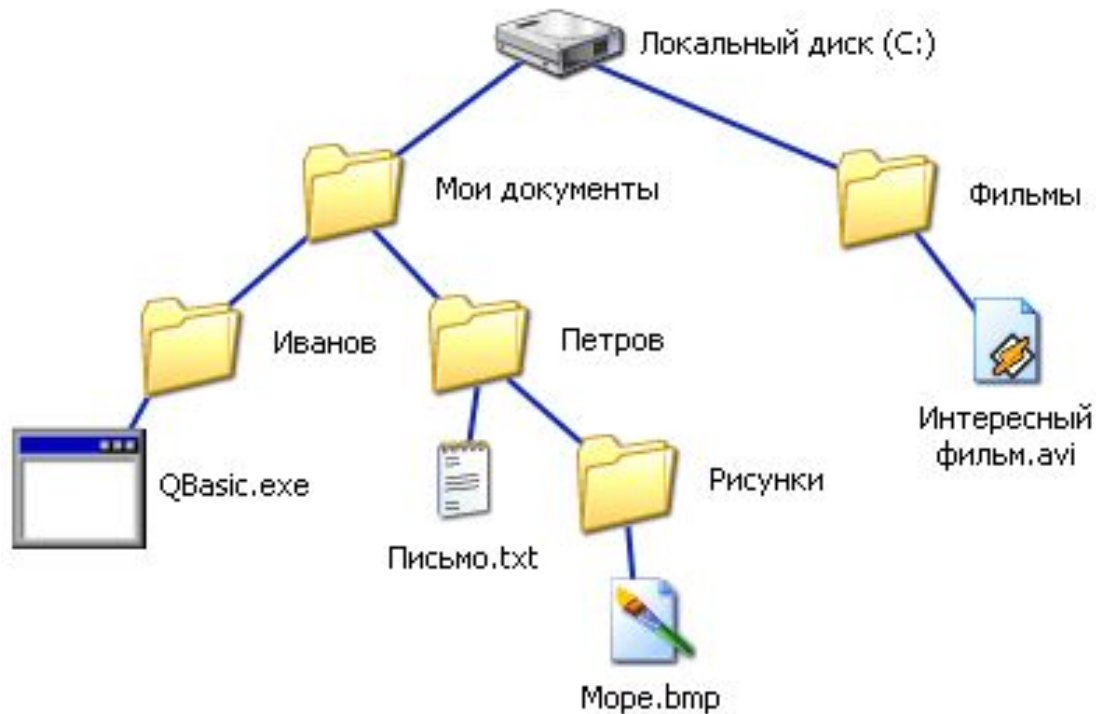 Локальный диск (C:)
Мои документы
Фильмы
Иванов
Петров
Интересный
фильм.avi
QBasic.exe
Рисунки
Письмо.txt
Море.bmp